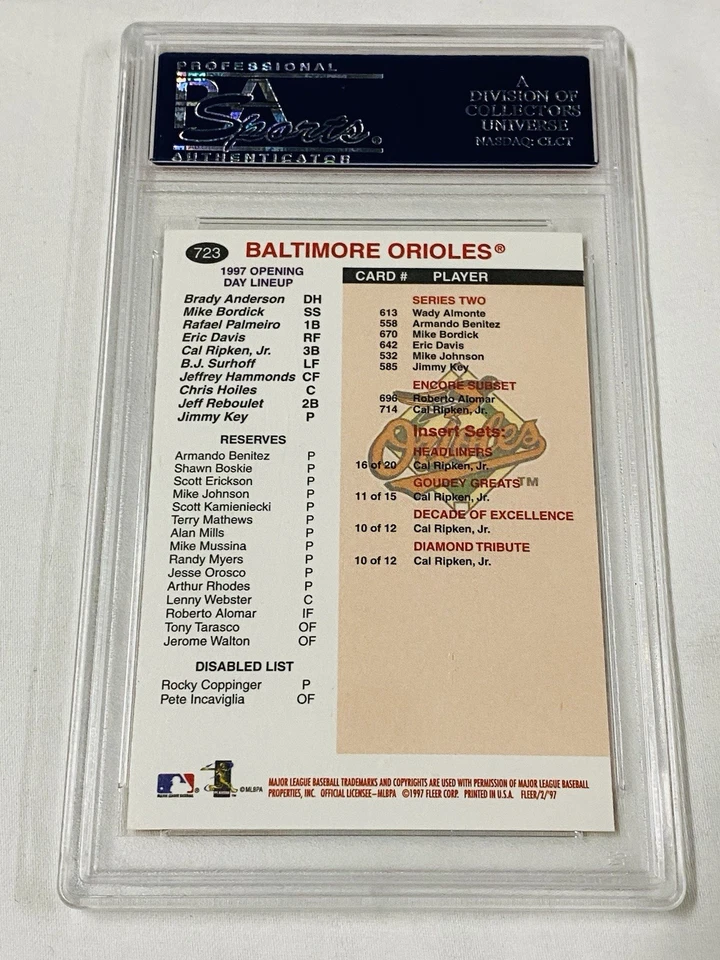 PROFESSIONAL
PSA
Sports®
AUTHENTICATOR
A
DIVISION OF
COLLECTORS
UNIVERSE
NASDAQ: CLCT
723 BALTIMORE ORIOLES®
1997 OPENING
DAY LINEUP
Brady Anderson DH
Mike Bordick SS
Rafael Palmeiro 1B
Eric Davis RF
Cal Ripken, Jr. 3B
B.J. Surhoff LF
Jeffrey Hammonds CF
Chris Hoiles C
Jeff Reboulet 2B
Jimmy Key P
RESERVES
Armando Benitez P
Shawn Boskie P
Scott Erickson P
Mike Johnson P
Scott Kamieniecki P
Terry Mathews P
Alan Mills P
Mike Mussina P
Randy Myers P
Jesse Orosco P
Arthur Rhodes P
Lenny Webster C
Roberto Alomar IF
Tony Tarasco OF
Jerome Walton OF
DISABLED LIST
Rocky Coppinger P
Pete Incaviglia OF
CARD # PLAYER
SERIES TWO
613 Wady Almonte
558 Armando Benitez
670 Mike Bordick
642 Eric Davis
532 Mike Johnson
585 Jimmy Key
ENCORE SUBSET
696 Roberto Alomar
714 Cal Ripken, Jr.
Insert Sets:
HEADLINERS
16 of 20 Cal Ripken, Jr.
GOUDEY GREATS
11 of 15 Cal Ripken, Jr.
DECADE OF EXCELLENCE
10 of 12 Cal Ripken, Jr.
DIAMOND TRIBUTE
10 of 12 Cal Ripken, Jr.
Orioles TM
©MLBPA
MAJOR LEAGUE BASEBALL TRADEMARKS AND COPYRIGHTS ARE USED WITH PERMISSION OF MAJOR LEAGUE BASEBALL
PROPERTIES, INC. OFFICIAL LICENSEE–MLBPA ©1997 FLEER CORP. PRINTED IN U.S.A. FLEER/2/'97